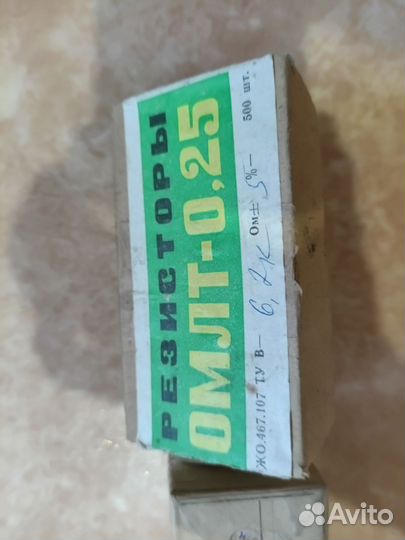 РЕЗИСТОРЫ
ОМЛТ-0,25
ЖО.467.107 ТУ В— 6,2к Ом± 5%— 500 шт.
Avito